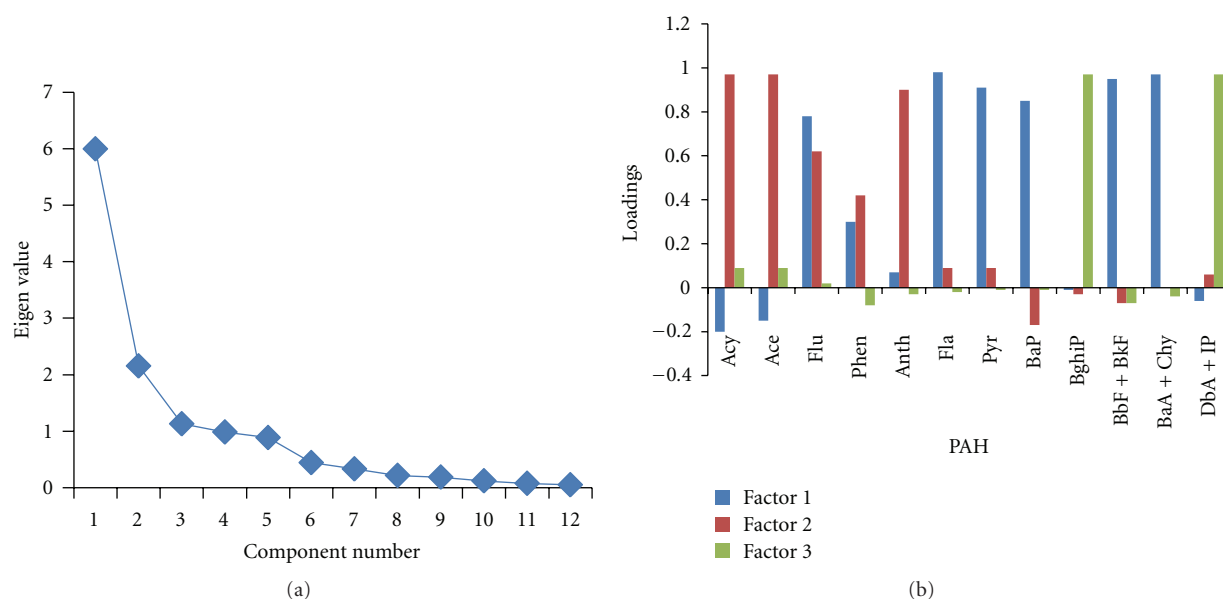 7
6
5
4
3
2
1
0
Eigen value
1 2 3 4 5 6 7 8 9 10 11 12
Component number
(a)
1.2
1
0.8
0.6
0.4
0.2
0
−0.2
−0.4
Loadings
Acy
Ace
Flu
Phen
Anth
Fla
Pyr
BaP
BghiP
BbF + BkF
BaA + Chy
DbA + IP
PAH
Factor 1
Factor 2
Factor 3
(b)